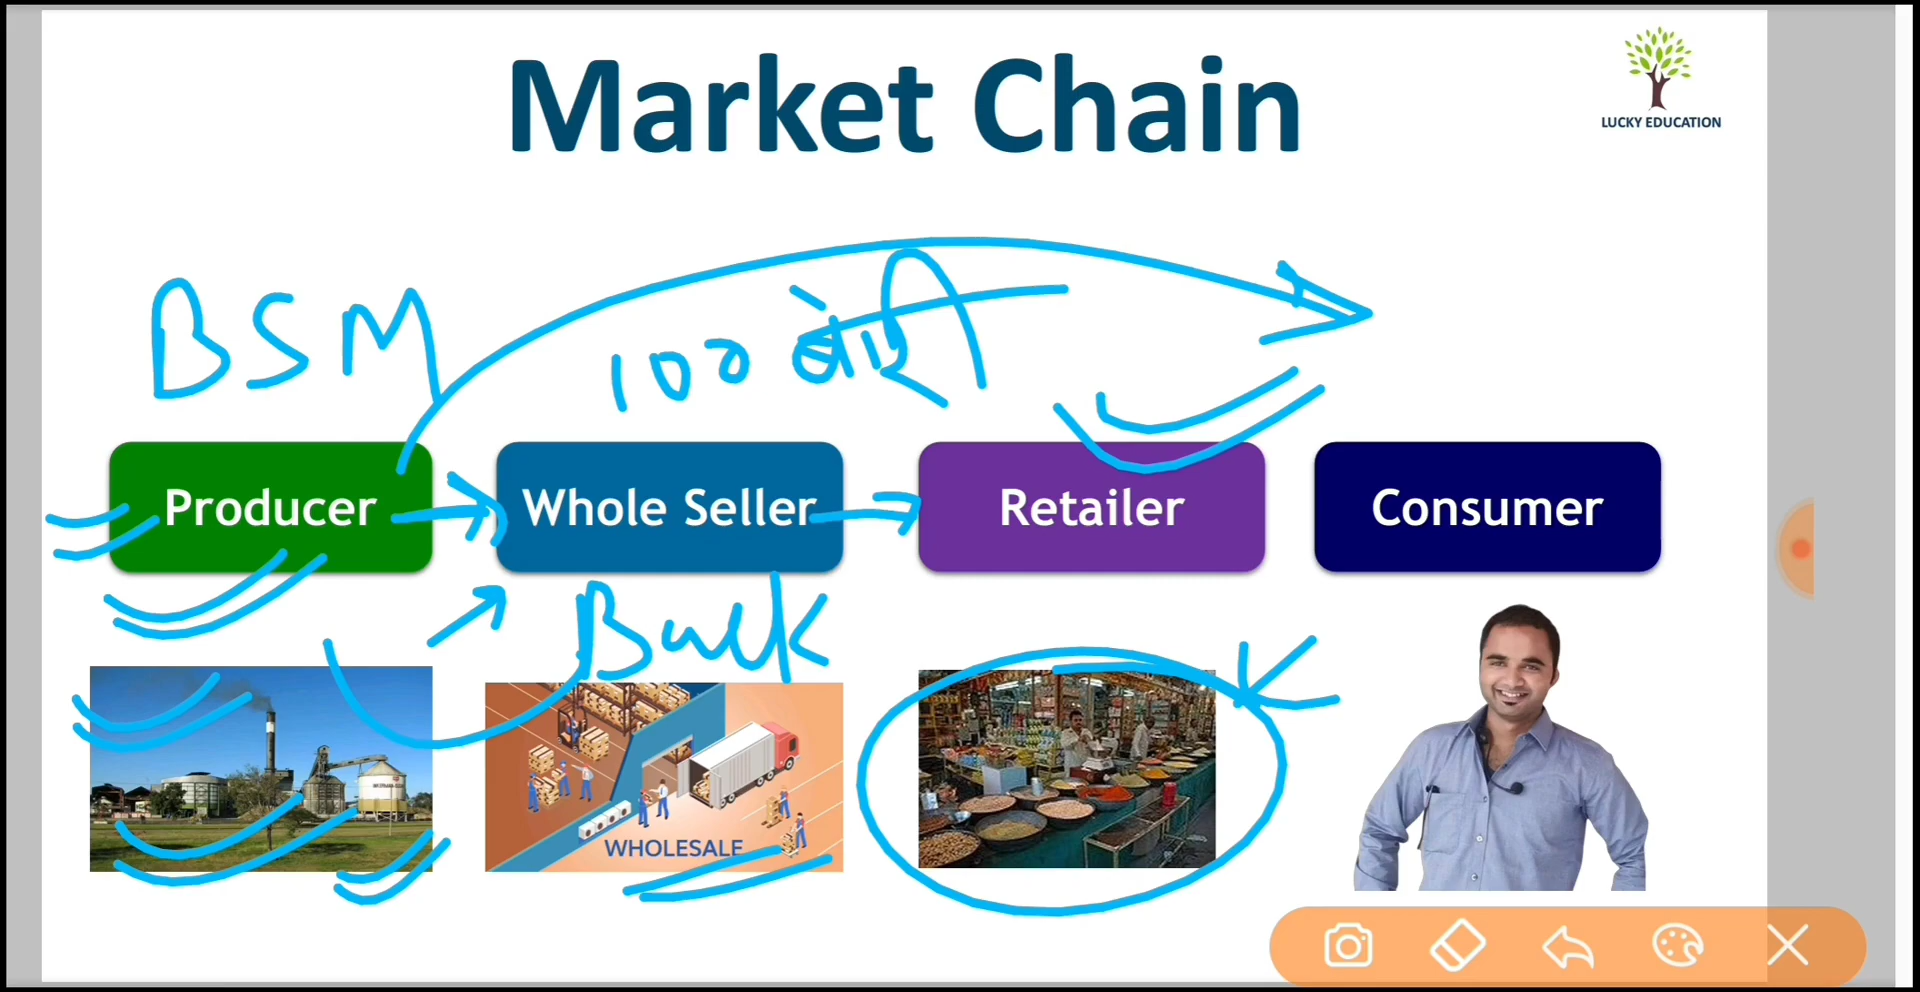 Market Chain
LUCKY EDUCATION
BSM
100
Producer
Whole Seller
Retailer
Consumer
Bulk
WHOLESALE